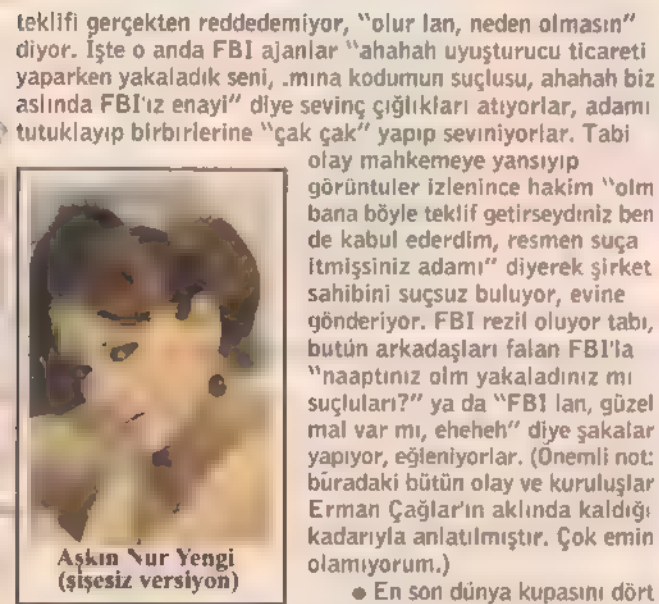 teklifi gerçekten reddedemiyor, “olur lan, neden olmasın”
diyor. İşte o anda FBI ajanlar “ahahah uyuşturucu ticareti
yaparken yakaladık seni, .mına kodumun suçlusu, ahahah biz
aslında FBI'ız enayi” diye sevinç çığlıkları atıyorlar, adamı
tutuklayıp birbirlerine “çak çak” yapıp seviniyorlar. Tabi
olay mahkemeye yansıyıp
görüntuler izlenince hakim “olm
bana böyle teklif getirseydiniz ben
de kabul ederdim, resmen suça
itmişsiniz adamı” diyerek şirket
sahibini suçsuz buluyor, evine
gönderiyor. FBI rezil oluyor tabı,
butün arkadaşları falan FBI'la
“naaptınız olm yakaladınız mı
suçluları?” ya da “FBI lan, güzel
mal var mı, eheheh” diye şakalar
yapıyor, eğleniyorlar. (Önemli not:
buradaki bütün olay ve kuruluşlar
Erman Çağlar'ın aklında kaldığı
kadarıyla anlatılmıştır. Çok emin
olamıyorum.)
● En son dünya kupasını dört
Aşkın Nur Yengi
(şişesiz versiyon)